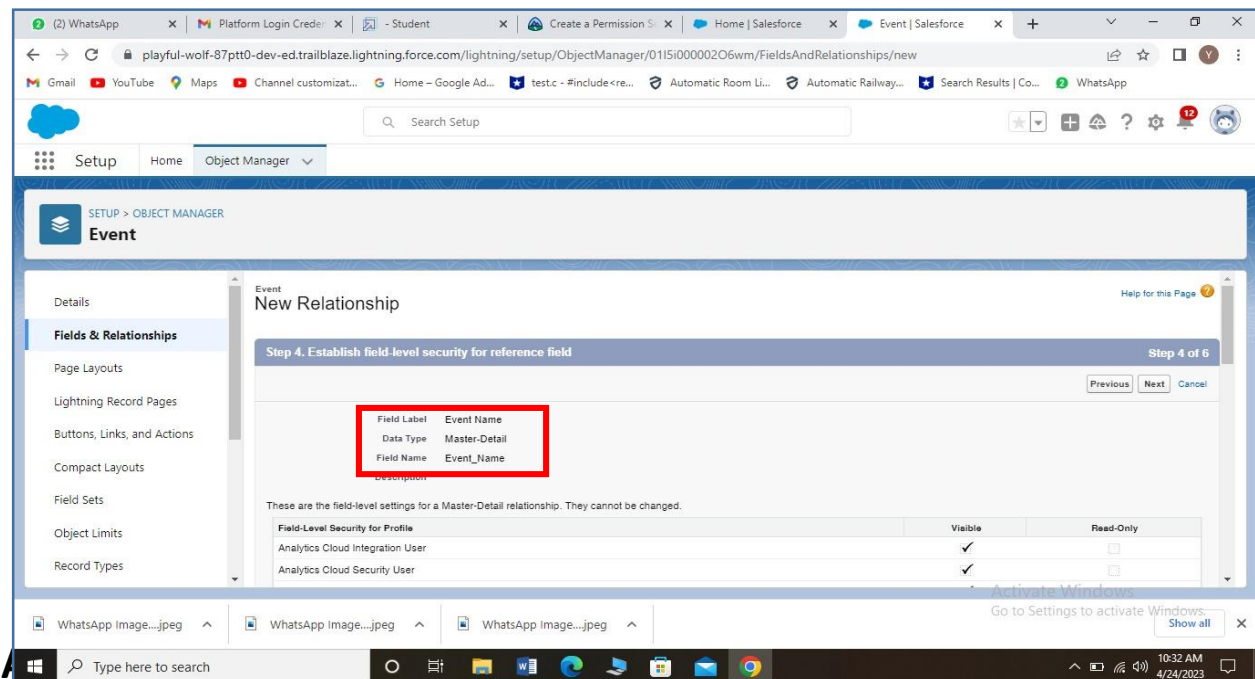 (2) WhatsApp
Platform Login Creder
- Student
Create a Permission S
Home | Salesforce
Event | Salesforce
playful-wolf-87ptt0-dev-ed.trailblaze.lightning.force.com/lightning/setup/ObjectManager/01I5i000002O6wm/FieldsAndRelationships/new
Y
Gmail
YouTube
Maps
Channel customizat...
Home – Google Ad...
test.c - #include<re...
Automatic Room Li...
Automatic Railway...
Search Results | Co...
WhatsApp
Search Setup
12
Setup
Home
Object Manager
SETUP > OBJECT MANAGER
Event
Details
Fields & Relationships
Page Layouts
Lightning Record Pages
Buttons, Links, and Actions
Compact Layouts
Field Sets
Object Limits
Record Types
Event
New Relationship
Help for this Page
Step 4. Establish field-level security for reference field
Step 4 of 6
Previous Next Cancel
Field Label Event Name
Data Type Master-Detail
Field Name Event_Name
Description
These are the field-level settings for a Master-Detail relationship. They cannot be changed.
Field-Level Security for Profile Visible Read-Only
Analytics Cloud Integration User
Analytics Cloud Security User
Activate Windows
Go to Settings to activate Windows.
WhatsApp Image....jpeg
WhatsApp Image....jpeg
WhatsApp Image....jpeg
Show all
Type here to search
10:32 AM
4/24/2023